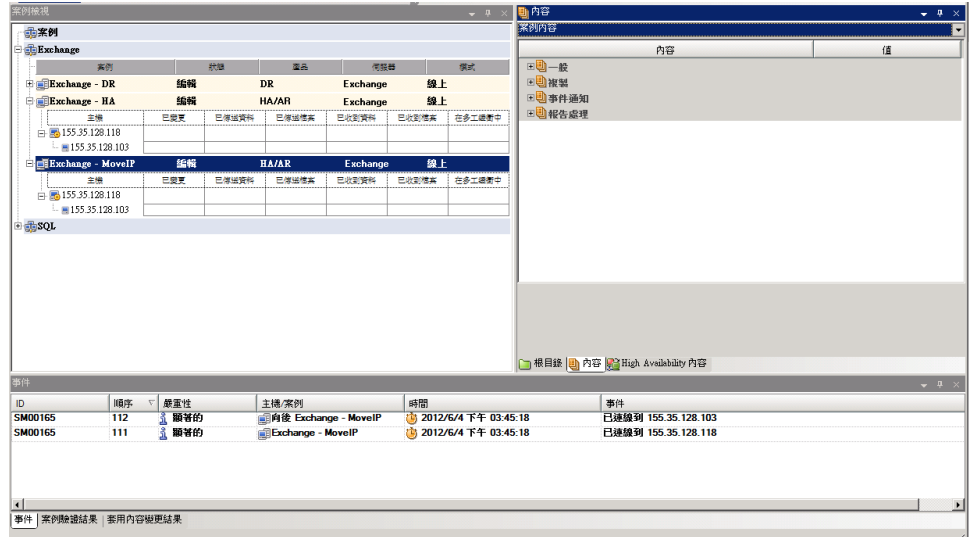 案例檢視
案例
Exchange
案例 狀態 產品 伺服器 模式
Exchange - DR 編輯 DR Exchange 線上
Exchange - HA 編輯 HA/AR Exchange 線上
主機 已變更 已傳送資料 已傳送檔案 已收到資料 已收到檔案 在多工緩衝中
155.35.128.118
155.35.128.103
Exchange - MoveIP 編輯 HA/AR Exchange 線上
主機 已變更 已傳送資料 已傳送檔案 已收到資料 已收到檔案 在多工緩衝中
155.35.128.118
155.35.128.103
SQL
內容
案例內容
內容 值
一般
複製
事件通知
報告處理
根目錄 內容 High Availability 內容
事件
ID 順序 嚴重性 主機/案例 時間 事件
SM00165 112 顯著的 向後 Exchange - MoveIP 2012/6/4 下午 03:45:18 已連線到 155.35.128.103
SM00165 111 顯著的 Exchange - MoveIP 2012/6/4 下午 03:45:18 已連線到 155.35.128.118
事件 案例驗證結果 套用內容變更結果